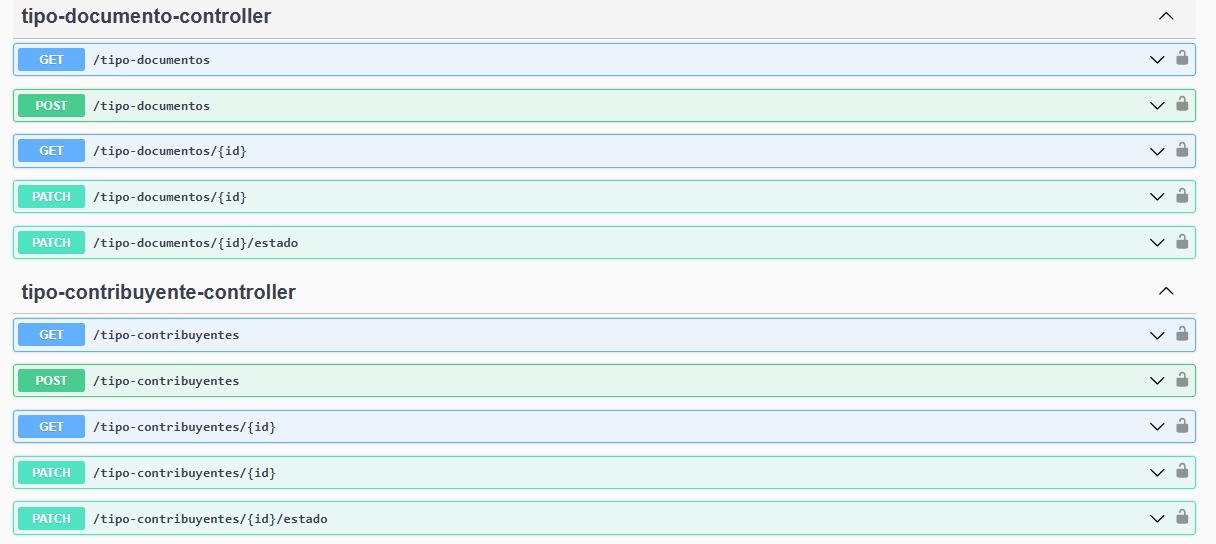 tipo-documento-controller
GET /tipo-documentos
POST /tipo-documentos
GET /tipo-documentos/{id}
PATCH /tipo-documentos/{id}
PATCH /tipo-documentos/{id}/estado
tipo-contribuyente-controller
GET /tipo-contribuyentes
POST /tipo-contribuyentes
GET /tipo-contribuyentes/{id}
PATCH /tipo-contribuyentes/{id}
PATCH /tipo-contribuyentes/{id}/estado